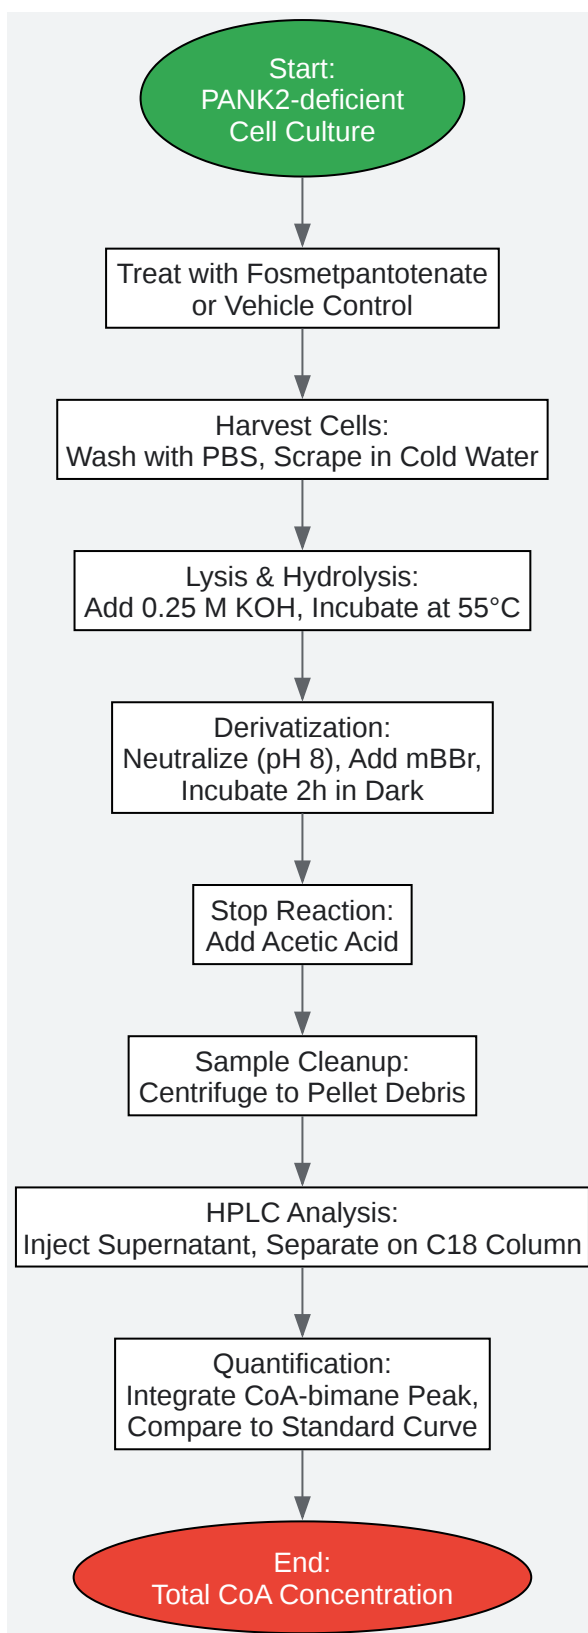 Start:
PANK2-deficient
Cell Culture
Treat with Fosmetpantotenate
or Vehicle Control
Harvest Cells:
Wash with PBS, Scrape in Cold Water
Lysis & Hydrolysis:
Add 0.25 M KOH, Incubate at 55°C
Derivatization:
Neutralize (pH 8), Add mBBr,
Incubate 2h in Dark
Stop Reaction:
Add Acetic Acid
Sample Cleanup:
Centrifuge to Pellet Debris
HPLC Analysis:
Inject Supernatant, Separate on C18 Column
Quantification:
Integrate CoA-bimane Peak,
Compare to Standard Curve
End:
Total CoA Concentration